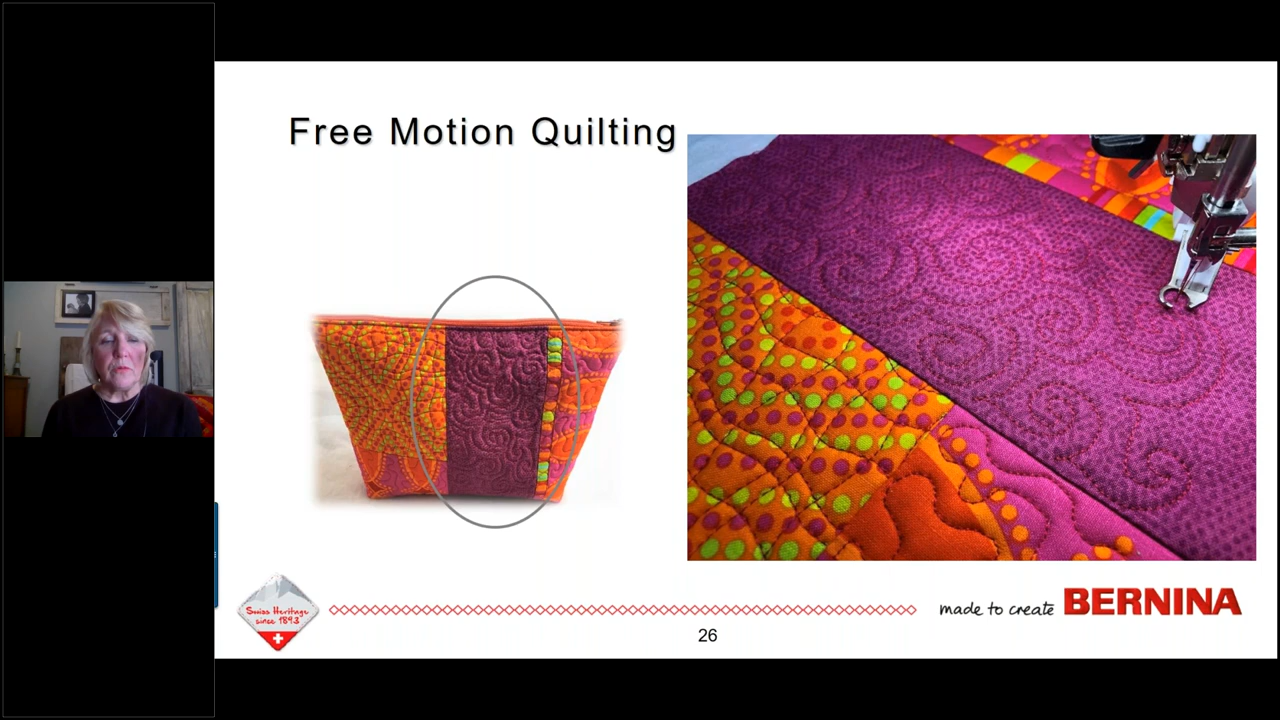 Free Motion Quilting
Swiss Heritage
since 1893
made to create BERNINA
26